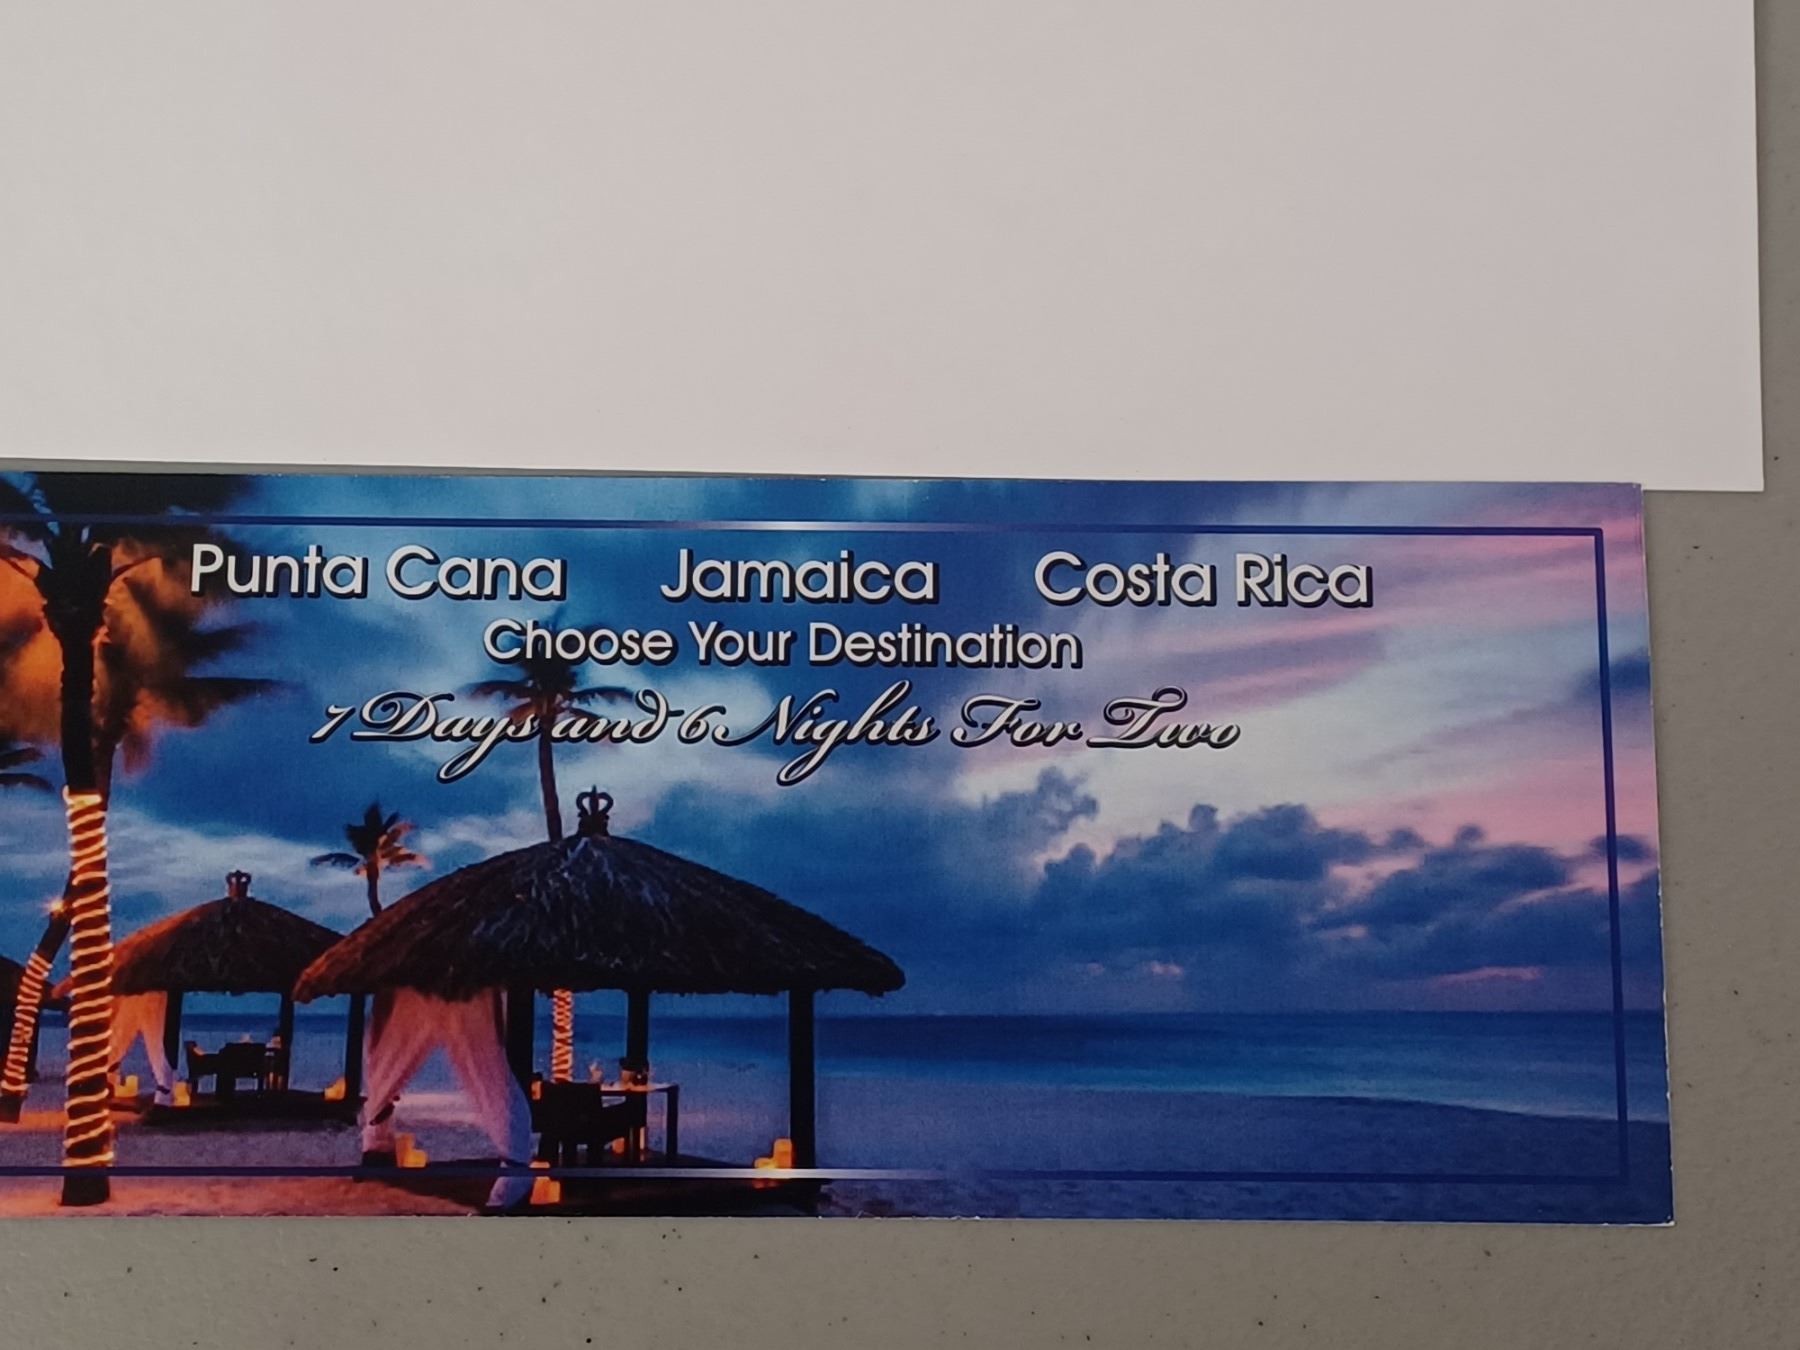 Punta Cana Jamaica Costa Rica
Choose Your Destination
7 Days and 6 Nights For Two